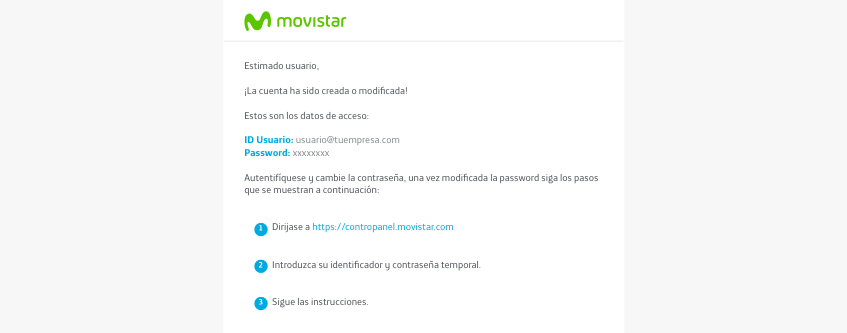 movistar
Estimado usuario,
¡La cuenta ha sido creada o modificada!
Estos son los datos de acceso:
ID Usuario: usuario@tuempresa.com
Password: xxxxxxxx
Autentifíquese y cambie la contraseña, una vez modificada la password siga los pasos
que se muestran a continuación:
1 Diríjase a https://contropanel.movistar.com
2 Introduzca su identificador y contraseña temporal.
3 Sigue las instrucciones.